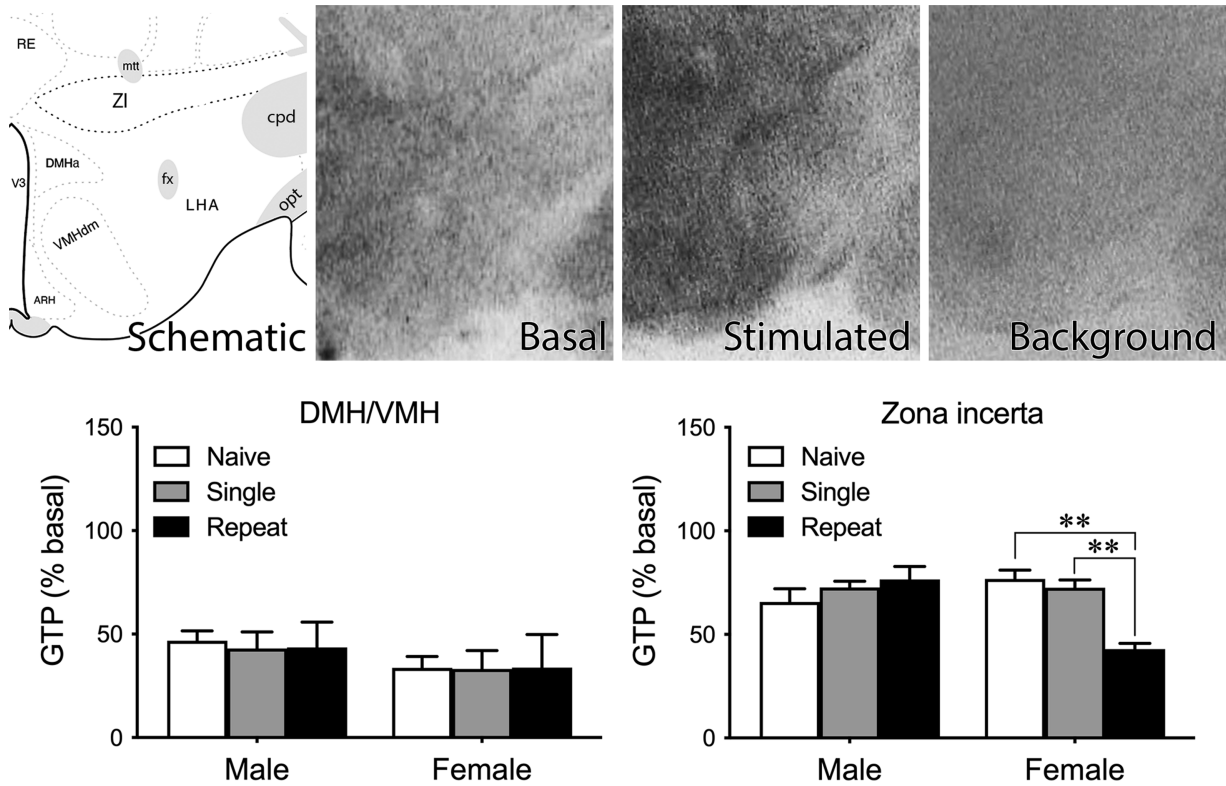 RE
mtt
ZI
cpd
DMHa
V3
fx
LHA
opt
VMHdm
ARH
Schematic
Basal
Stimulated
Background
DMH/VMH
GTP (% basal)
150
100
50
0
Naive
Single
Repeat
Male
Female
Zona incerta
GTP (% basal)
150
100
50
0
Naive
Single
Repeat
**
**
Male
Female